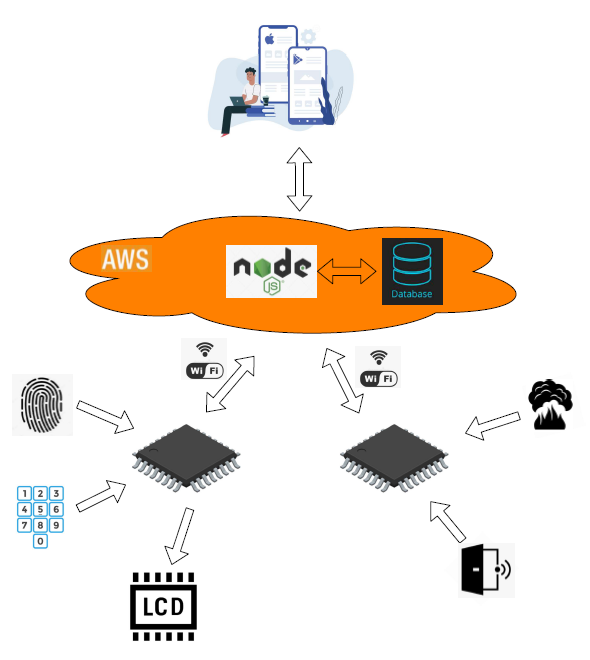 AWS
node
JS
Database
Wi Fi
Wi Fi
1 2 3
4 5 6
7 8 9
0
LCD